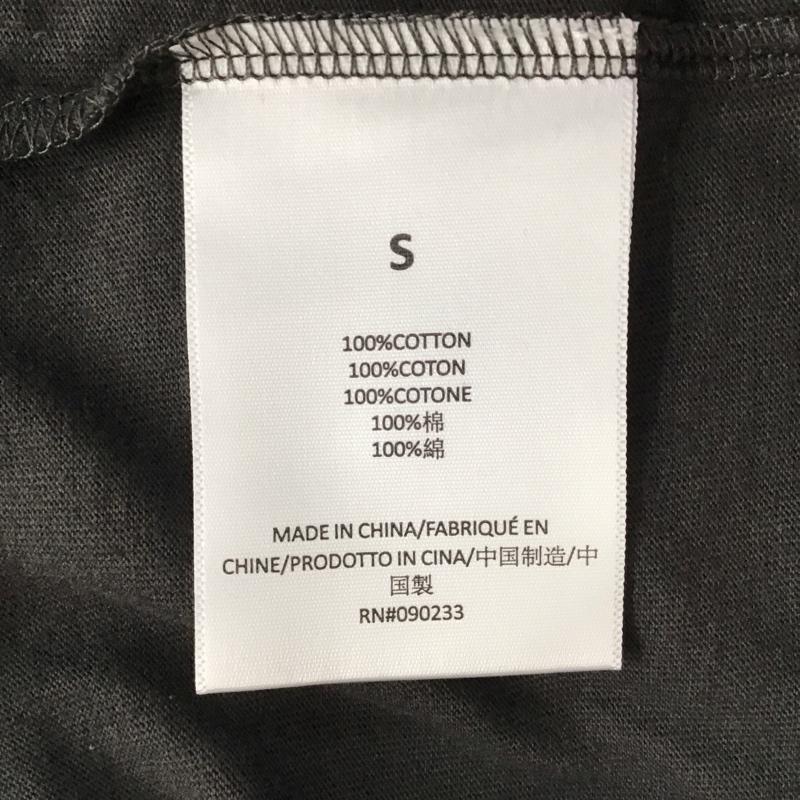 S
100%COTTON
100%COTON
100%COTONE
100%棉
100%綿
MADE IN CHINA/FABRIQUÉ EN
CHINE/PRODOTTO IN CINA/中国制造/中
国製
RN#090233